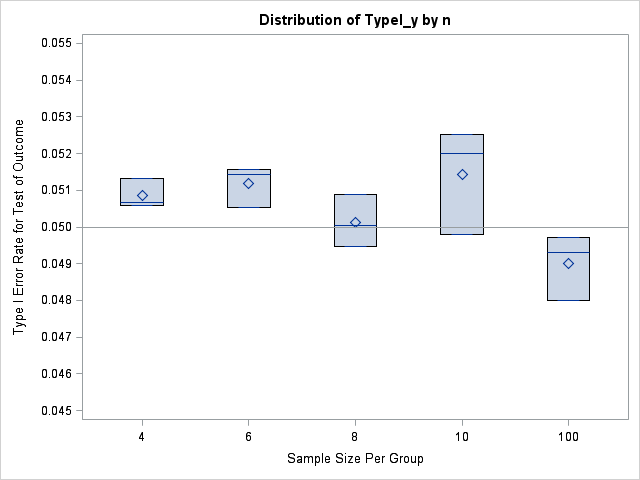 Distribution of TypeI_y by n
Type I Error Rate for Test of Outcome
0.055
0.054
0.053
0.052
0.051
0.050
0.049
0.048
0.047
0.046
0.045
4 6 8 10 100
Sample Size Per Group